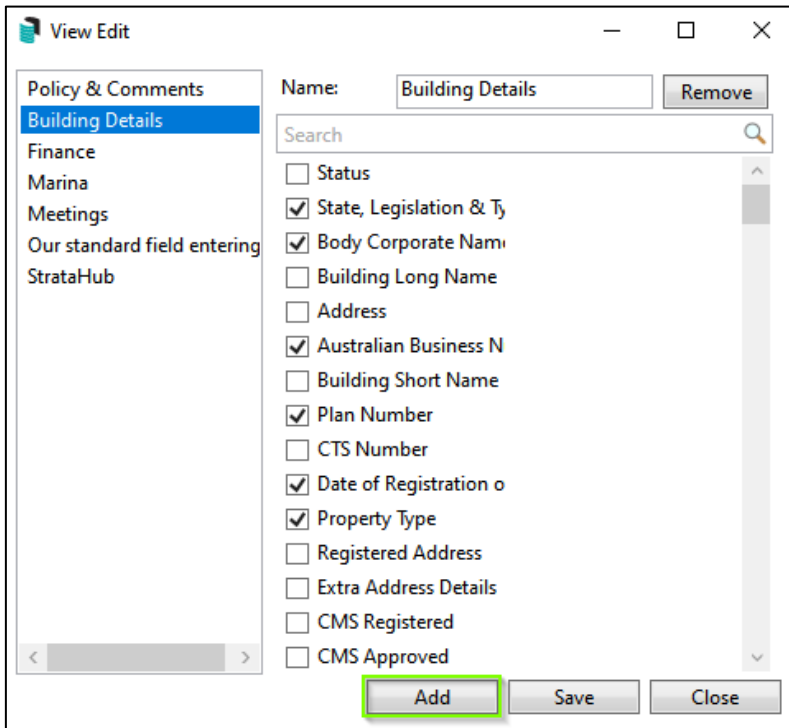 View Edit
Policy & Comments
Building Details
Finance
Marina
Meetings
Our standard field entering
StrataHub
Name:
Building Details
Remove
Search
Status
State, Legislation & Ty
Body Corporate Nam
Building Long Name
Address
Australian Business N
Building Short Name
Plan Number
CTS Number
Date of Registration o
Property Type
Registered Address
Extra Address Details
CMS Registered
CMS Approved
Add
Save
Close